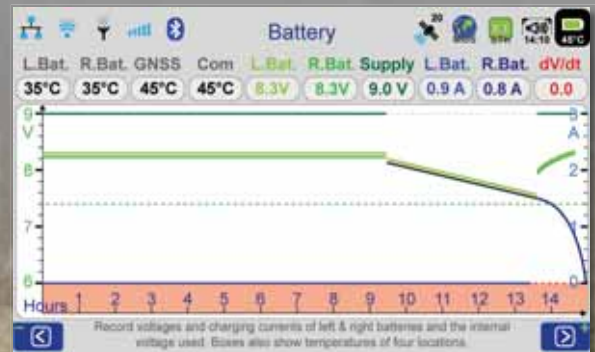 Battery
20
14:10
45°C
L.Bat. R.Bat. GNSS Com L.Bat. R.Bat. Supply L.Bat. R.Bat. dV/dt
35°C 35°C 45°C 45°C 8.3V 8.3V 9.0 V 0.9 A 0.8 A 0.0
9 3
V A
8 2
7 1
6 0
Hours 1 2 3 4 5 6 7 8 9 10 11 12 13 14
Record voltages and charging currents of left & right batteries and the internal
voltage used. Boxes also show temperatures of four locations.